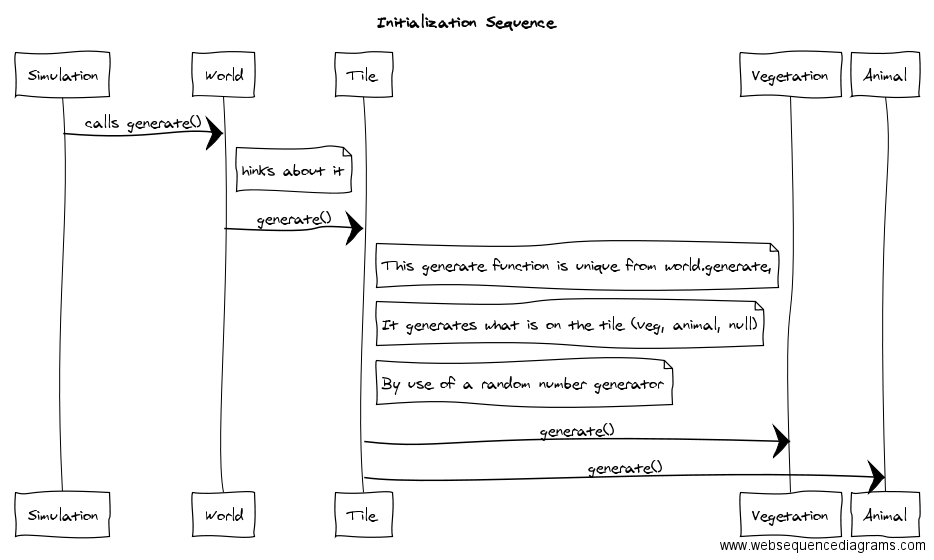 Initialization Sequence
Simulation World Tile Vegetation Animal
calls generate()
hinks about it
generate()
This generate function is unique from world.generate,
It generates what is on the tile (veg, animal, null)
By use of a random number generator
generate()
generate()
Simulation World Tile Vegetation Animal
www.websequencediagrams.com